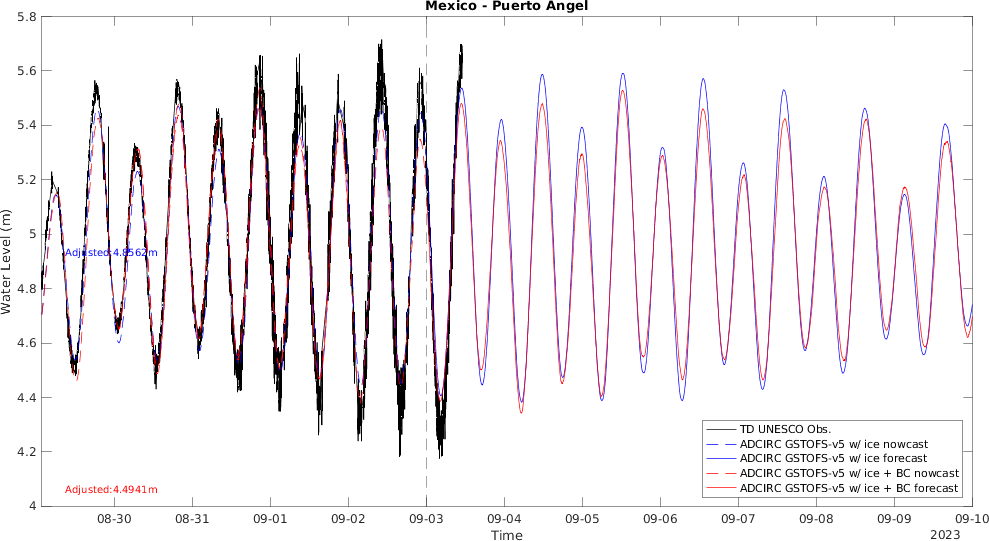 Mexico - Puerto Angel
Water Level (m)
5.8
5.6
5.4
5.2
5
4.8
4.6
4.4
4.2
4
Adjusted:4.8562m
Adjusted:4.4941m
TD UNESCO Obs.
ADCIRC GSTOFS-v5 w/ ice nowcast
ADCIRC GSTOFS-v5 w/ ice forecast
ADCIRC GSTOFS-v5 w/ ice + BC nowcast
ADCIRC GSTOFS-v5 w/ ice + BC forecast
08-30 08-31 09-01 09-02 09-03 09-04 09-05 09-06 09-07 09-08 09-09 09-10
Time
2023